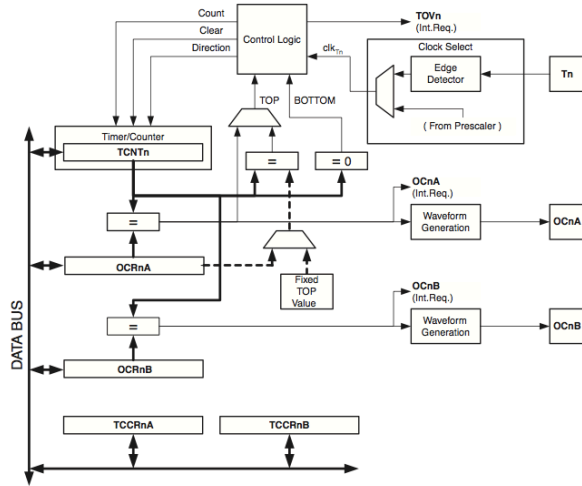 Count
Clear
Direction
Control Logic
TOVn
(Int.Req.)
clkTn
Clock Select
Edge
Detector
Tn
( From Prescaler )
TOP
BOTTOM
Timer/Counter
TCNTn
=
= 0
OCnA
(Int.Req.)
=
Waveform
Generation
OCnA
OCRnA
Fixed
TOP
Value
OCnB
(Int.Req.)
=
Waveform
Generation
OCnB
OCRnB
DATA BUS
TCCRnA
TCCRnB